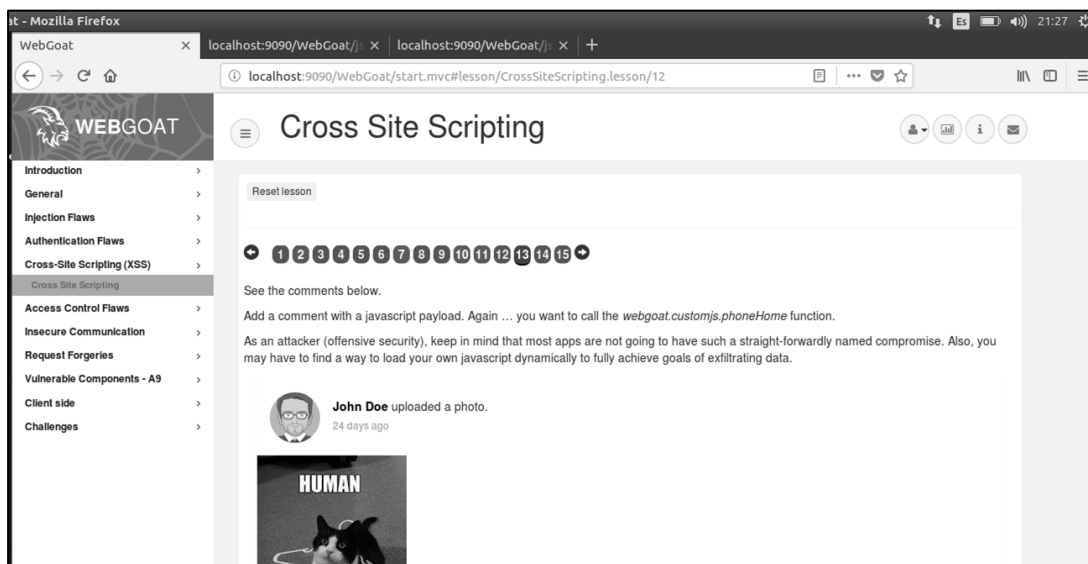 at - Mozilla Firefox
Es 21:27
WebGoat × localhost:9090/WebGoat/js × localhost:9090/WebGoat/js × +
localhost:9090/WebGoat/start.mvc#lesson/CrossSiteScripting.lesson/12
WEBGOAT
Cross Site Scripting
Introduction
General
Injection Flaws
Authentication Flaws
Cross-Site Scripting (XSS)
Cross Site Scripting
Access Control Flaws
Insecure Communication
Request Forgeries
Vulnerable Components - A9
Client side
Challenges
Reset lesson
1 2 3 4 5 6 7 8 9 10 11 12 13 14 15
See the comments below.
Add a comment with a javascript payload. Again … you want to call the webgoat.customjs.phoneHome function.
As an attacker (offensive security), keep in mind that most apps are not going to have such a straight-forwardly named compromise. Also, you
may have to find a way to load your own javascript dynamically to fully achieve goals of exfiltrating data.
John Doe uploaded a photo.
24 days ago
HUMAN